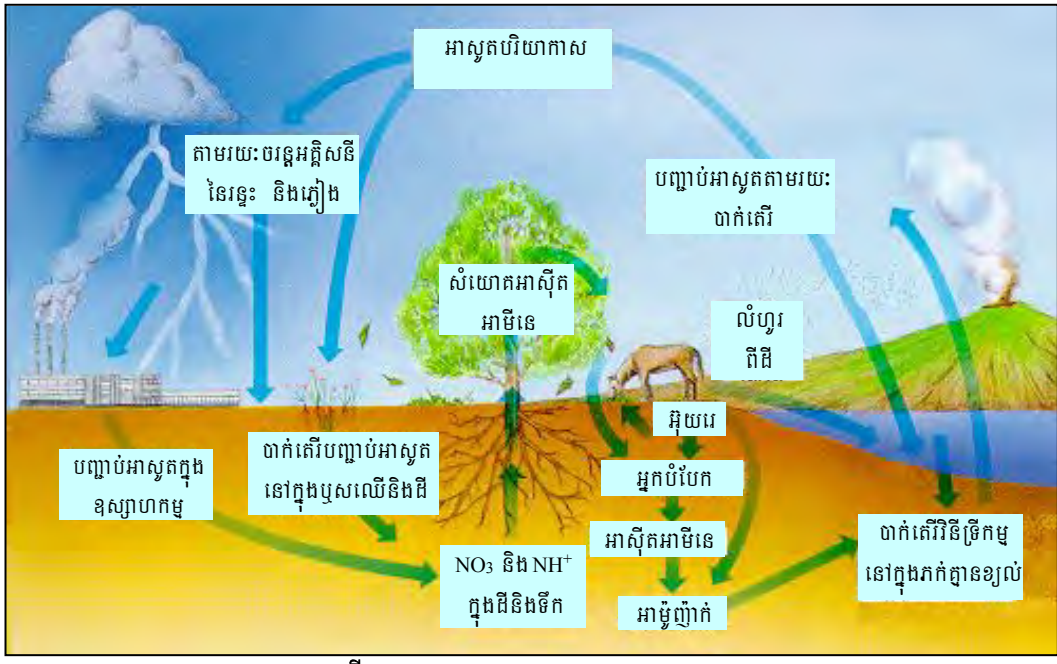 អាសូតបរិយាកាស
តាមរយៈចរន្តអគ្គិសនី
នៃរន្ទះ និងភ្លៀង
បញ្ជាប់អាសូតតាមរយៈ
បាក់តេរី
សំយោគអាស៊ីត
អាមីនេ
លំហូរ
ពីដី
អ៊ុយរេ
បញ្ជាប់អាសូតក្នុង
ឧស្សាហកម្ម
បាក់តេរីបញ្ជាប់អាសូត
នៅក្នុងឬសឈើនិងដី
អ្នកបំបែក
អាស៊ីតអាមីនេ
NO₃ និង NH⁺
ក្នុងដីនិងទឹក
អាម៉ូញ៉ាក់
បាក់តេរីវិនីទ្រីកម្ម
នៅក្នុងភក់គ្មានខ្យល់